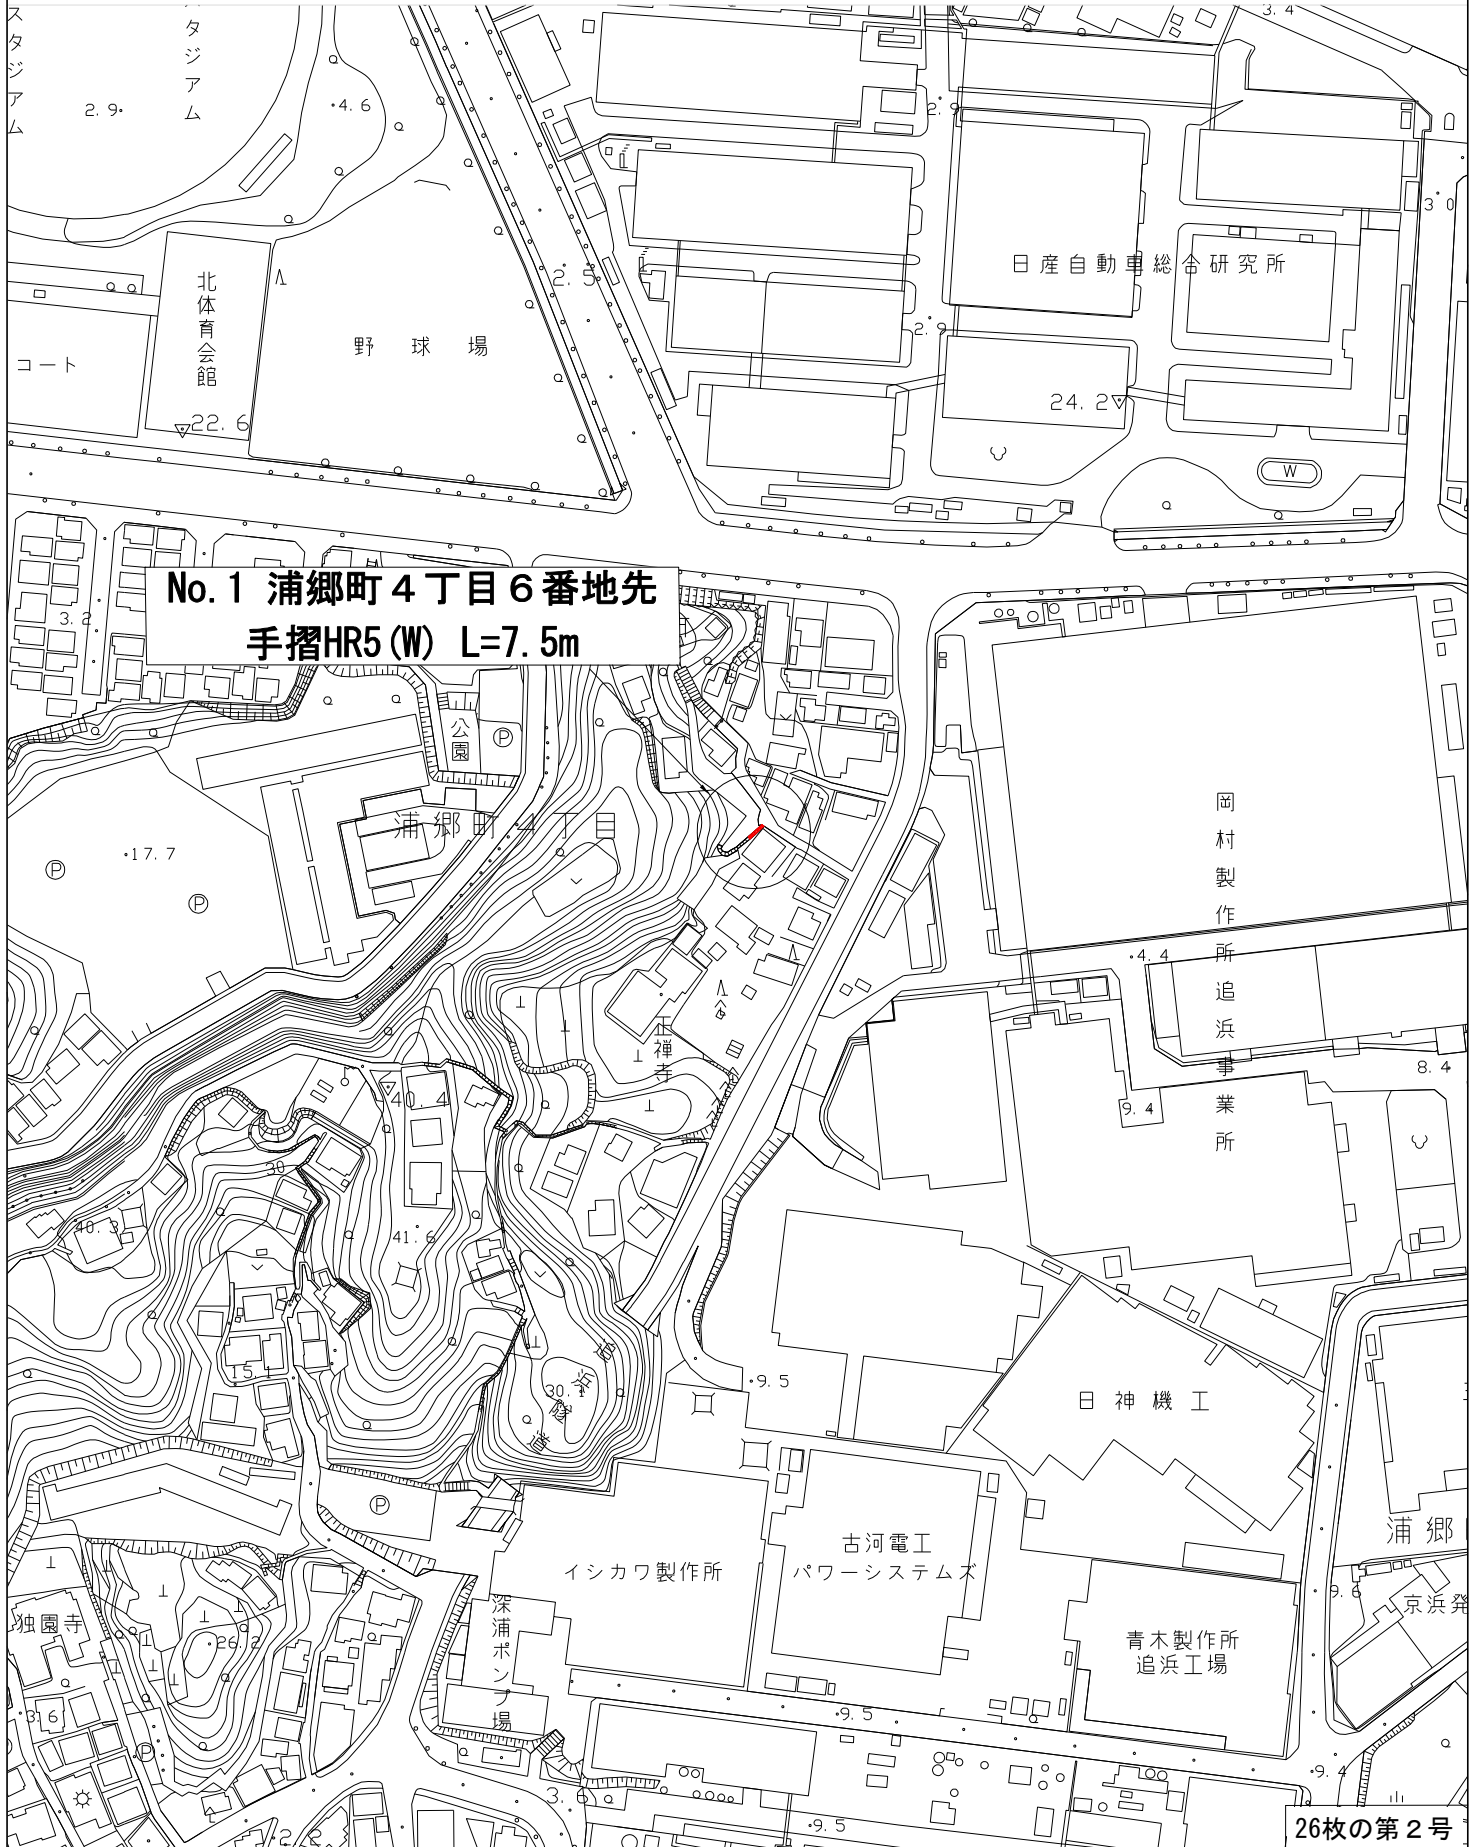 スタジアム
スタジアム
2.9
4.6
3.4
2.9
3.0
北体育会館
野球場
2.5
日産自動車総合研究所
2.9
コート
22.6
24.2
W
No.1 浦郷町４丁目６番地先
手摺HR5(W) L=7.5m
3.2
公園
P
浦郷町４丁目
17.7
P
P
岡村製作所追浜事業所
4.4
正禅寺
8.4
40.4
9.4
30
40.3
41.6
15.1
30.1
9.5
日神機工
P
浦郷
古河電工
パワーシステムズ
イシカワ製作所
9.6
京浜発
深浦ポンプ場
独園寺
26.2
青木製作所
追浜工場
3.6
9.5
P
9.4
3.6
2.2
9.5
26枚の第２号